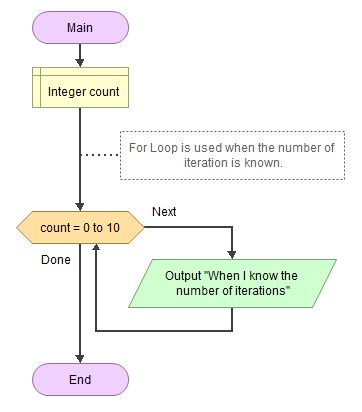 Main
Integer count
For Loop is used when the number of
iteration is known.
count = 0 to 10
Next
Done
Output "When I know the
number of iterations"
End